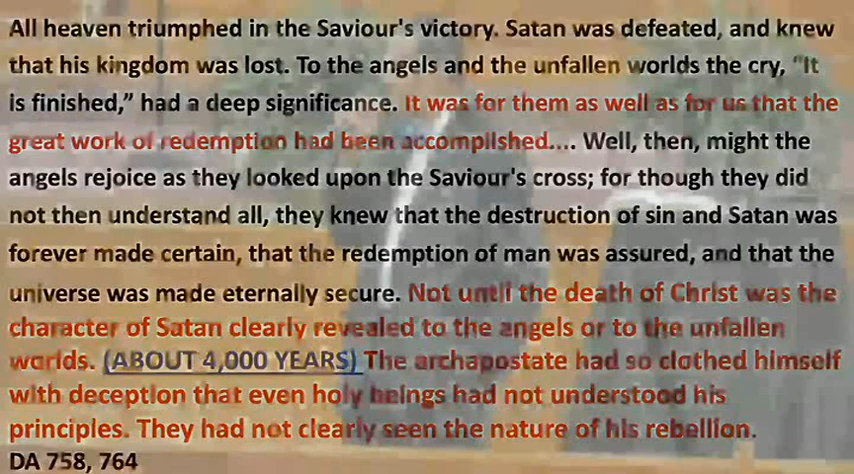 All heaven triumphed in the Saviour's victory. Satan was defeated, and knew
that his kingdom was lost. To the angels and the unfallen worlds the cry, "It
is finished," had a deep significance. It was for them as well as for us that the
great work of redemption had been accomplished.... Well, then, might the
angels rejoice as they looked upon the Saviour's cross; for though they did
not then understand all, they knew that the destruction of sin and Satan was
forever made certain, that the redemption of man was assured, and that the
universe was made eternally secure. Not until the death of Christ was the
character of Satan clearly revealed to the angels or to the unfallen
worlds. (ABOUT 4,000 YEARS) The archapostate had so clothed himself
with deception that even holy beings had not understood his
principles. They had not clearly seen the nature of his rebellion.
DA 758, 764